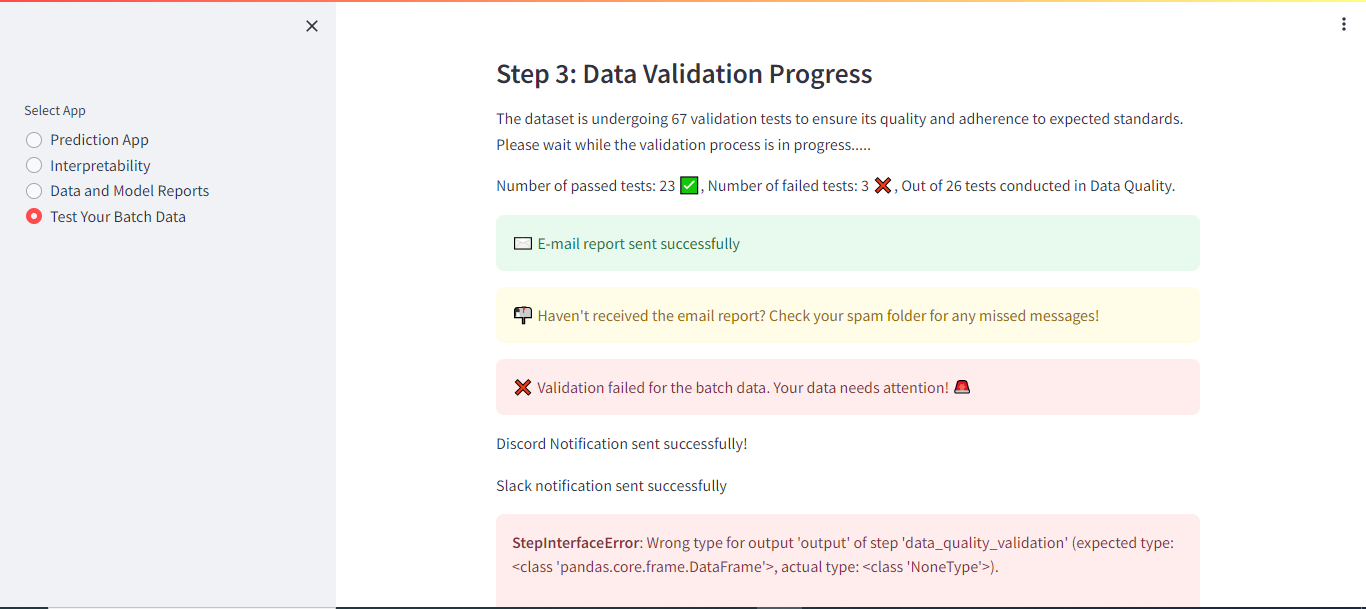 Select App
Prediction App
Interpretability
Data and Model Reports
Test Your Batch Data
Step 3: Data Validation Progress
The dataset is undergoing 67 validation tests to ensure its quality and adherence to expected standards.
Please wait while the validation process is in progress.....
Number of passed tests: 23 ✅, Number of failed tests: 3 ❌, Out of 26 tests conducted in Data Quality.
✉️ E-mail report sent successfully
📬 Haven't received the email report? Check your spam folder for any missed messages!
❌ Validation failed for the batch data. Your data needs attention! 🚨
Discord Notification sent successfully!
Slack notification sent successfully
StepInterfaceError: Wrong type for output 'output' of step 'data_quality_validation' (expected type:
<class 'pandas.core.frame.DataFrame'>, actual type: <class 'NoneType'>).